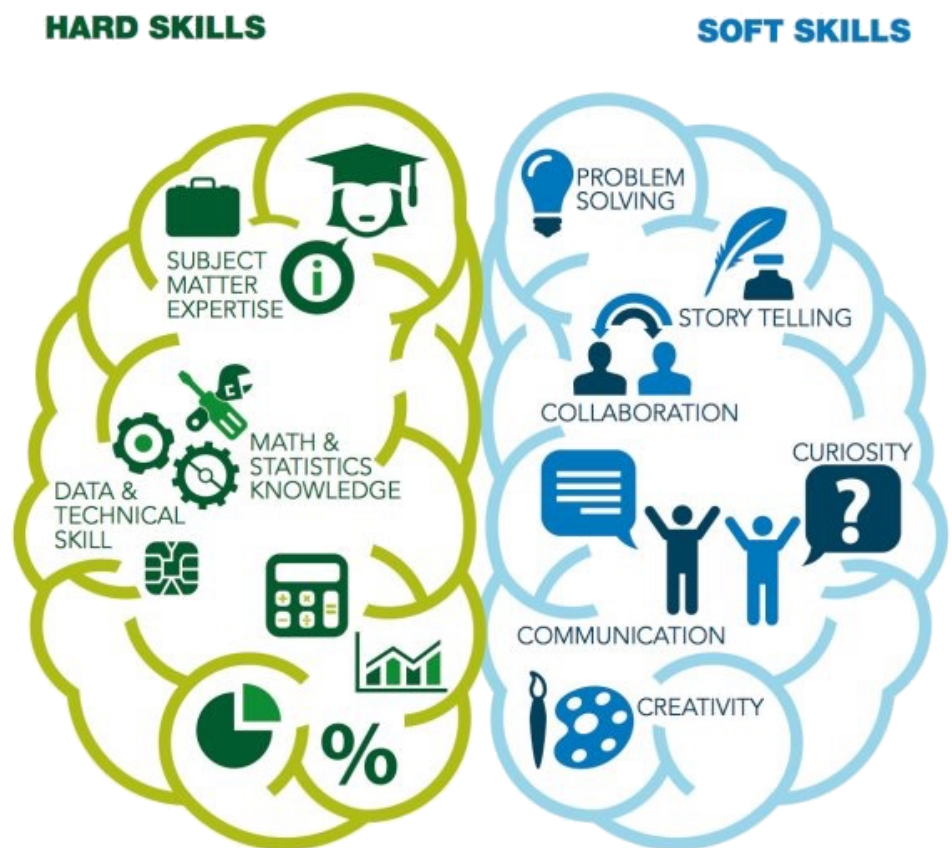 HARD SKILLS
SOFT SKILLS
SUBJECT
MATTER
EXPERTISE
i
MATH &
STATISTICS
KNOWLEDGE
DATA &
TECHNICAL
SKILL
%
PROBLEM
SOLVING
STORY TELLING
COLLABORATION
CURIOSITY
?
COMMUNICATION
CREATIVITY